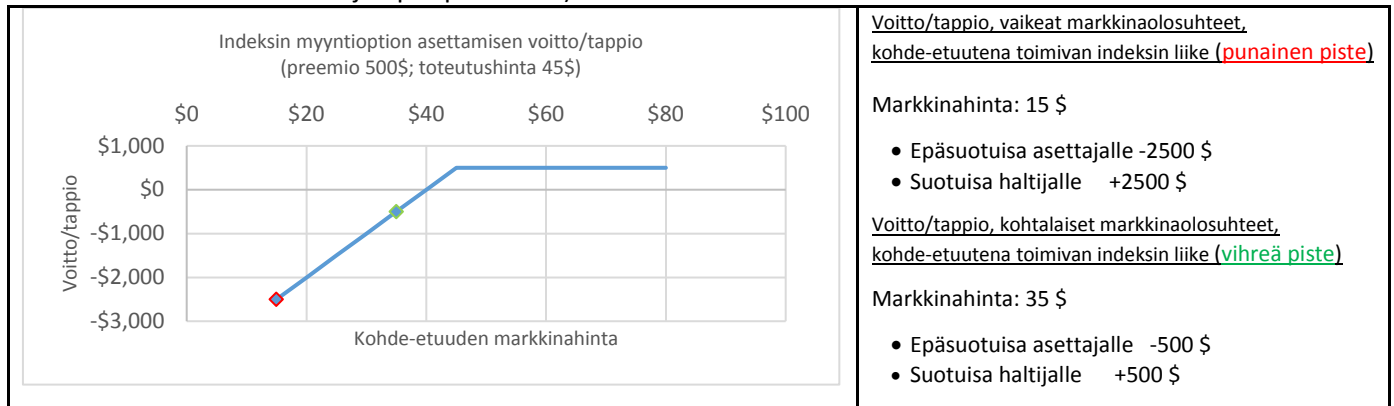 Indeksin myyntioption asettamisen voitto/tappio
(preemio 500$; toteutushinta 45$)
$0 $20 $40 $60 $80 $100
$1,000
$0
-$1,000
-$2,000
-$3,000
Voitto/tappio
Kohde-etuuden markkinahinta
Voitto/tappio, vaikeat markkinaolosuhteet,
kohde-etuutena toimivan indeksin liike (punainen piste)
Markkinahinta: 15 $
• Epäsuotuisa asettajalle -2500 $
• Suotuisa haltijalle +2500 $
Voitto/tappio, kohtalaiset markkinaolosuhteet,
kohde-etuutena toimivan indeksin liike (vihreä piste)
Markkinahinta: 35 $
• Epäsuotuisa asettajalle -500 $
• Suotuisa haltijalle +500 $